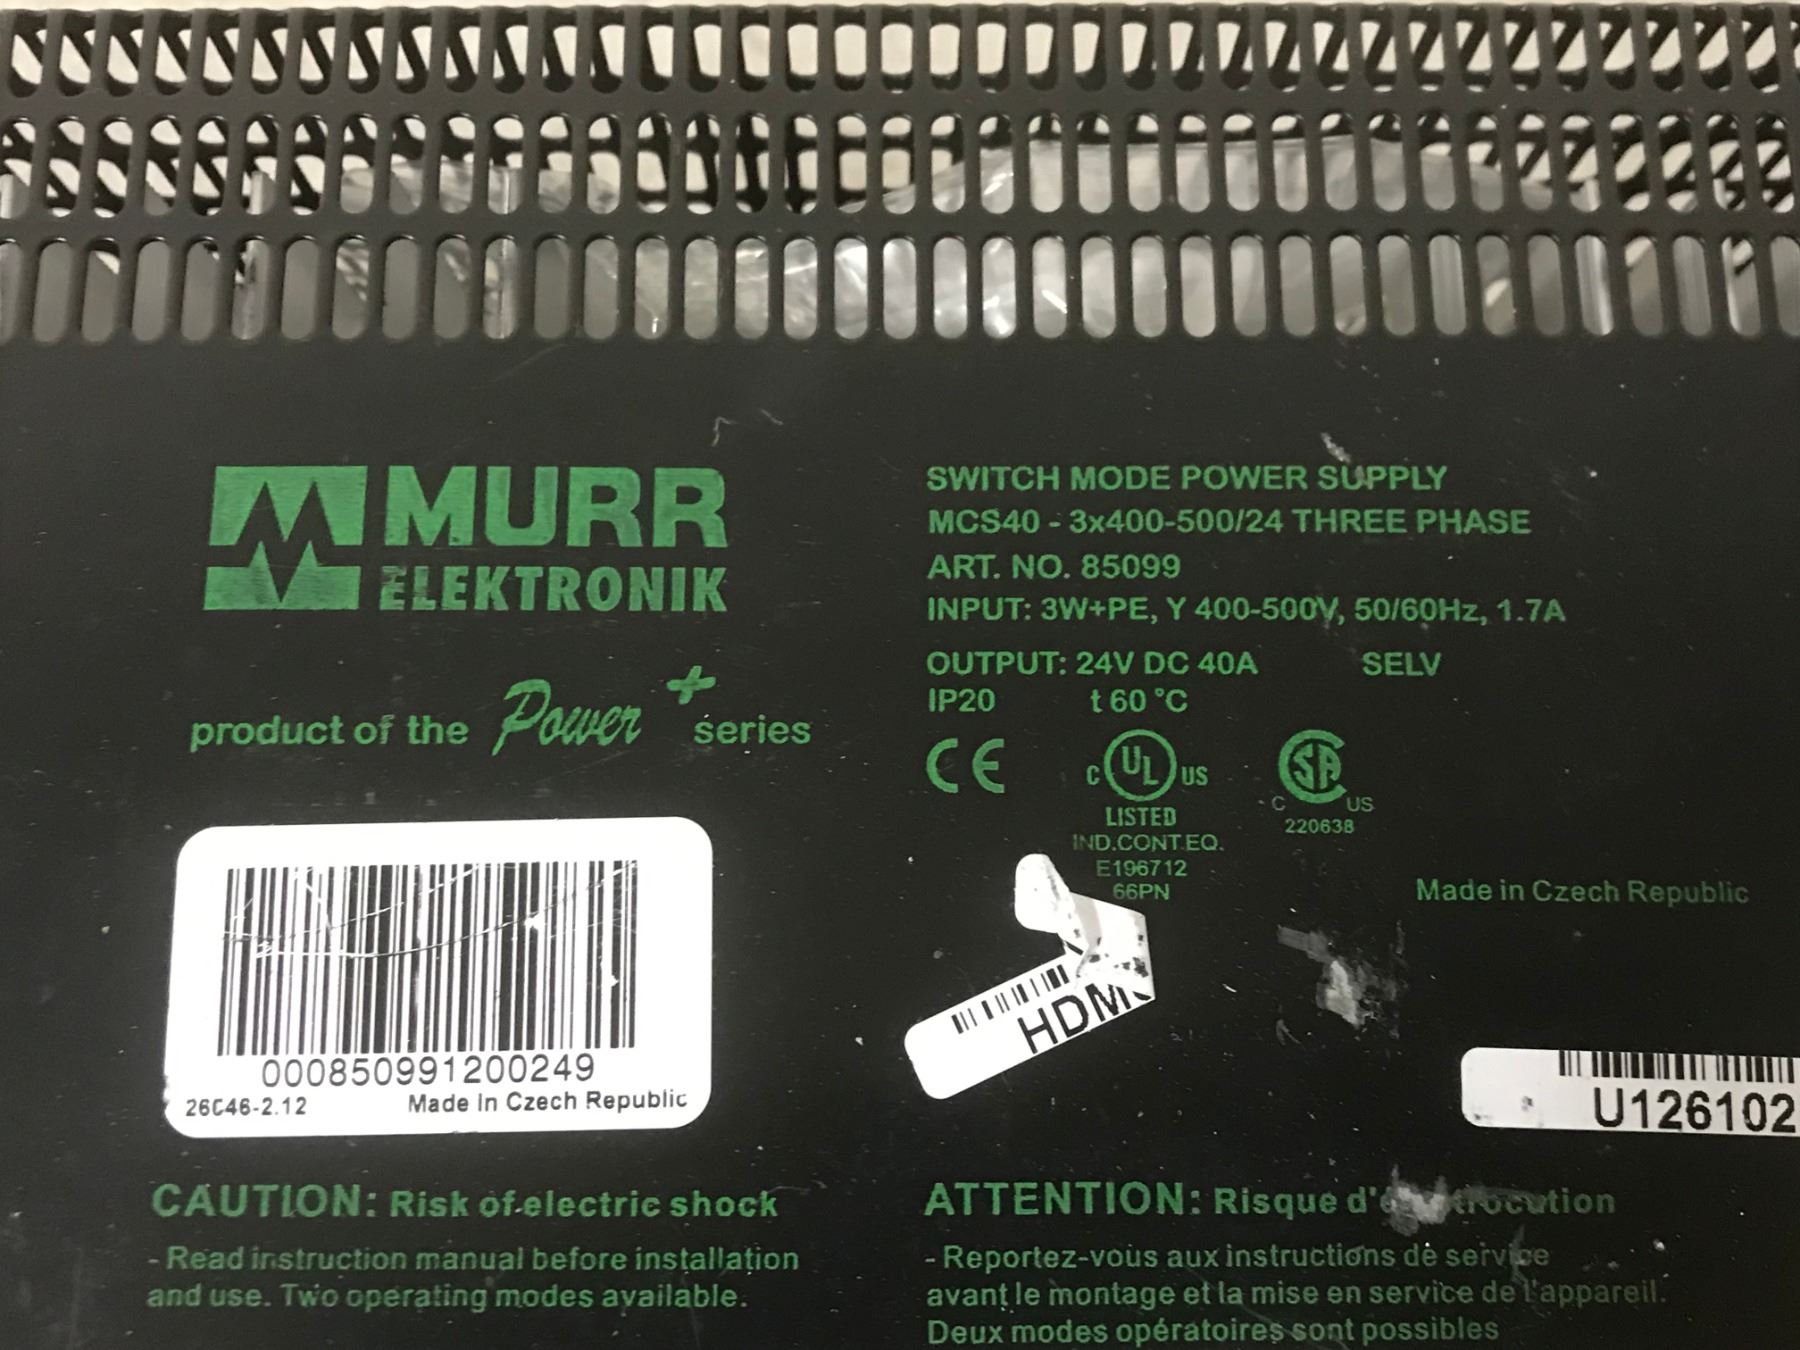 MURR
ELEKTRONIK
product of the Power+ series
SWITCH MODE POWER SUPPLY
MCS40 - 3x400-500/24 THREE PHASE
ART. NO. 85099
INPUT: 3W+PE, Y 400-500V, 50/60Hz, 1.7A
OUTPUT: 24V DC 40A SELV
IP20 t 60 °C
CE C UL US SA
LISTED C US
IND.CONT.EQ. 220638
E196712
66PN
Made in Czech Republic
000850991200249
26C46-2.12 Made In Czech Republic
HDM
U126102
CAUTION: Risk of electric shock
- Read instruction manual before installation
and use. Two operating modes available.
ATTENTION: Risque
- Reportez-vous aux instructions de service
avant le montage et la mise en service de l'appareil.
Deux modes opératoires sont possibles